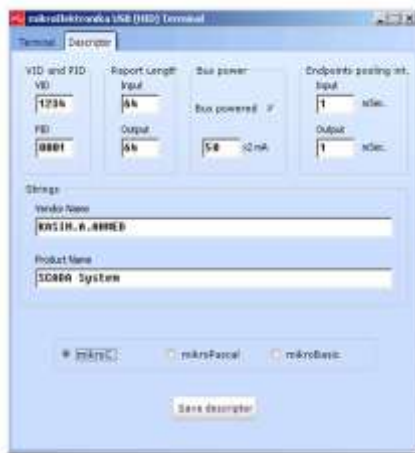 mikroElektronika USB (HID) Terminal
Terminal Descriptor
VID and PID Report Length Bus power Endpoints pooling int.
VID Input Input
1234 64 Bus powered 1 mSec.
PID Output Output
0001 64 50 x2 mA 1 mSec.
Strings
Vendor Name
KASIM.A.AHMED
Product Name
SCADA System
mikroC mikroPascal mikroBasic
Save descriptor